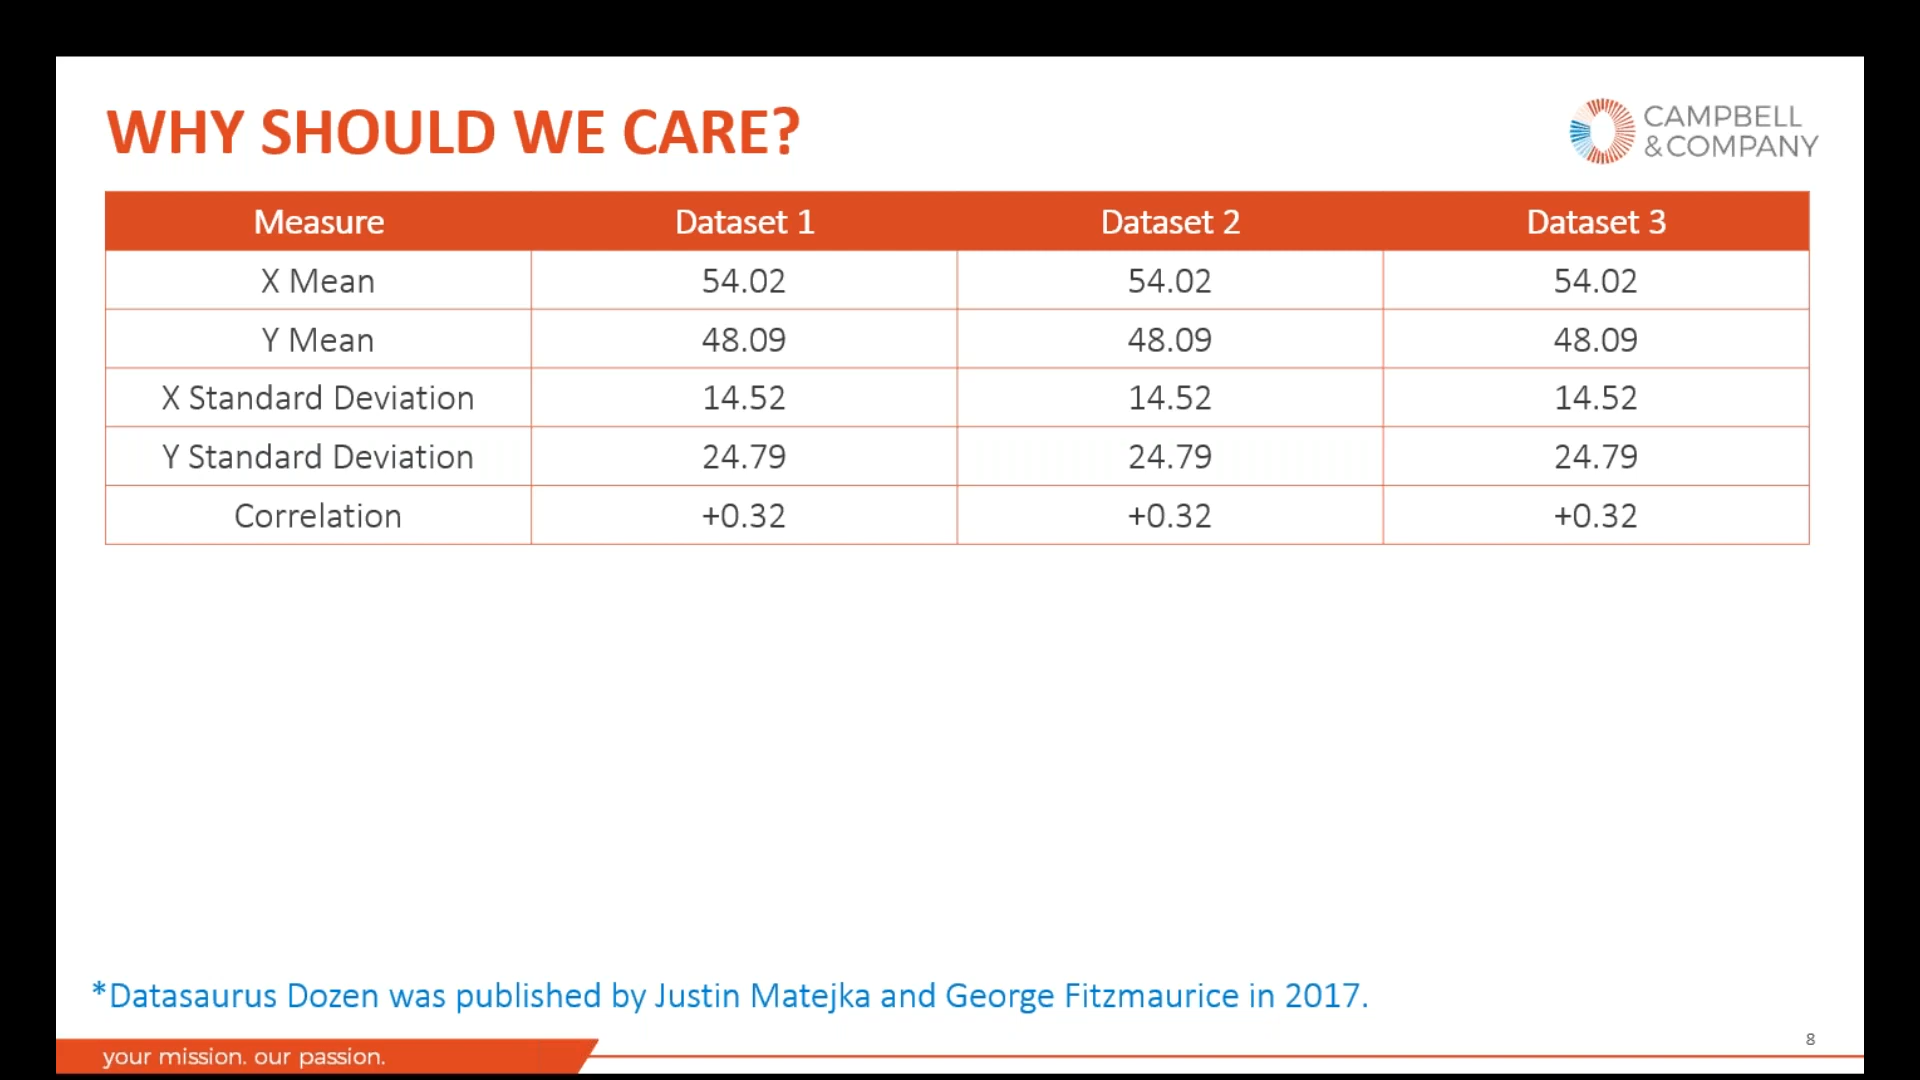 WHY SHOULD WE CARE?
CAMPBELL
&COMPANY
Measure Dataset 1 Dataset 2 Dataset 3
X Mean 54.02 54.02 54.02
Y Mean 48.09 48.09 48.09
X Standard Deviation 14.52 14.52 14.52
Y Standard Deviation 24.79 24.79 24.79
Correlation +0.32 +0.32 +0.32
*Datasaurus Dozen was published by Justin Matejka and George Fitzmaurice in 2017.
8
your mission. our passion.